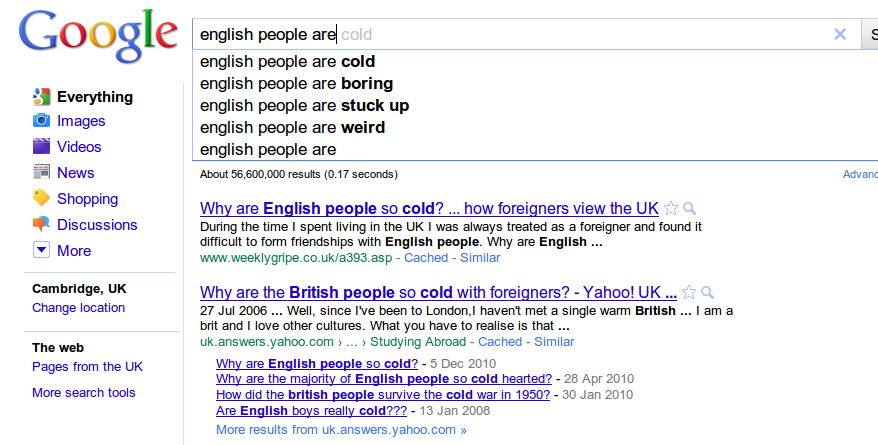 Google
english people are cold
S
english people are cold
english people are boring
english people are stuck up
english people are weird
english people are
Everything
Images
Videos
News
Shopping
Discussions
More
Cambridge, UK
Change location
The web
Pages from the UK
More search tools
About 56,600,000 results (0.17 seconds)
Advanc
Why are English people so cold? ... how foreigners view the UK
During the time I spent living in the UK I was always treated as a foreigner and found it
difficult to form friendships with English people. Why are English ...
www.weeklygripe.co.uk/a393.asp - Cached - Similar
Why are the British people so cold with foreigners? - Yahoo! UK ...
27 Jul 2006 ... Well, since I've been to London,I haven't met a single warm British ... I am a
brit and I love other cultures. What you have to realise is that ...
uk.answers.yahoo.com › ... › Studying Abroad - Cached - Similar
Why are English people so cold? - 5 Dec 2010
Why are the majority of English people so cold hearted? - 28 Apr 2010
How did the british people survive the cold war in 1950? - 30 Jan 2010
Are English boys really cold??? - 13 Jan 2008
More results from uk.answers.yahoo.com »